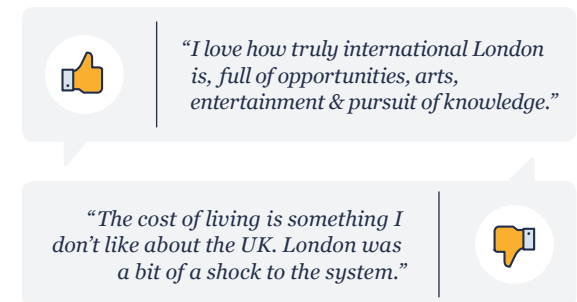 “I love how truly international London
is, full of opportunities, arts,
entertainment & pursuit of knowledge.”
“The cost of living is something I
don’t like about the UK. London was
a bit of a shock to the system.”